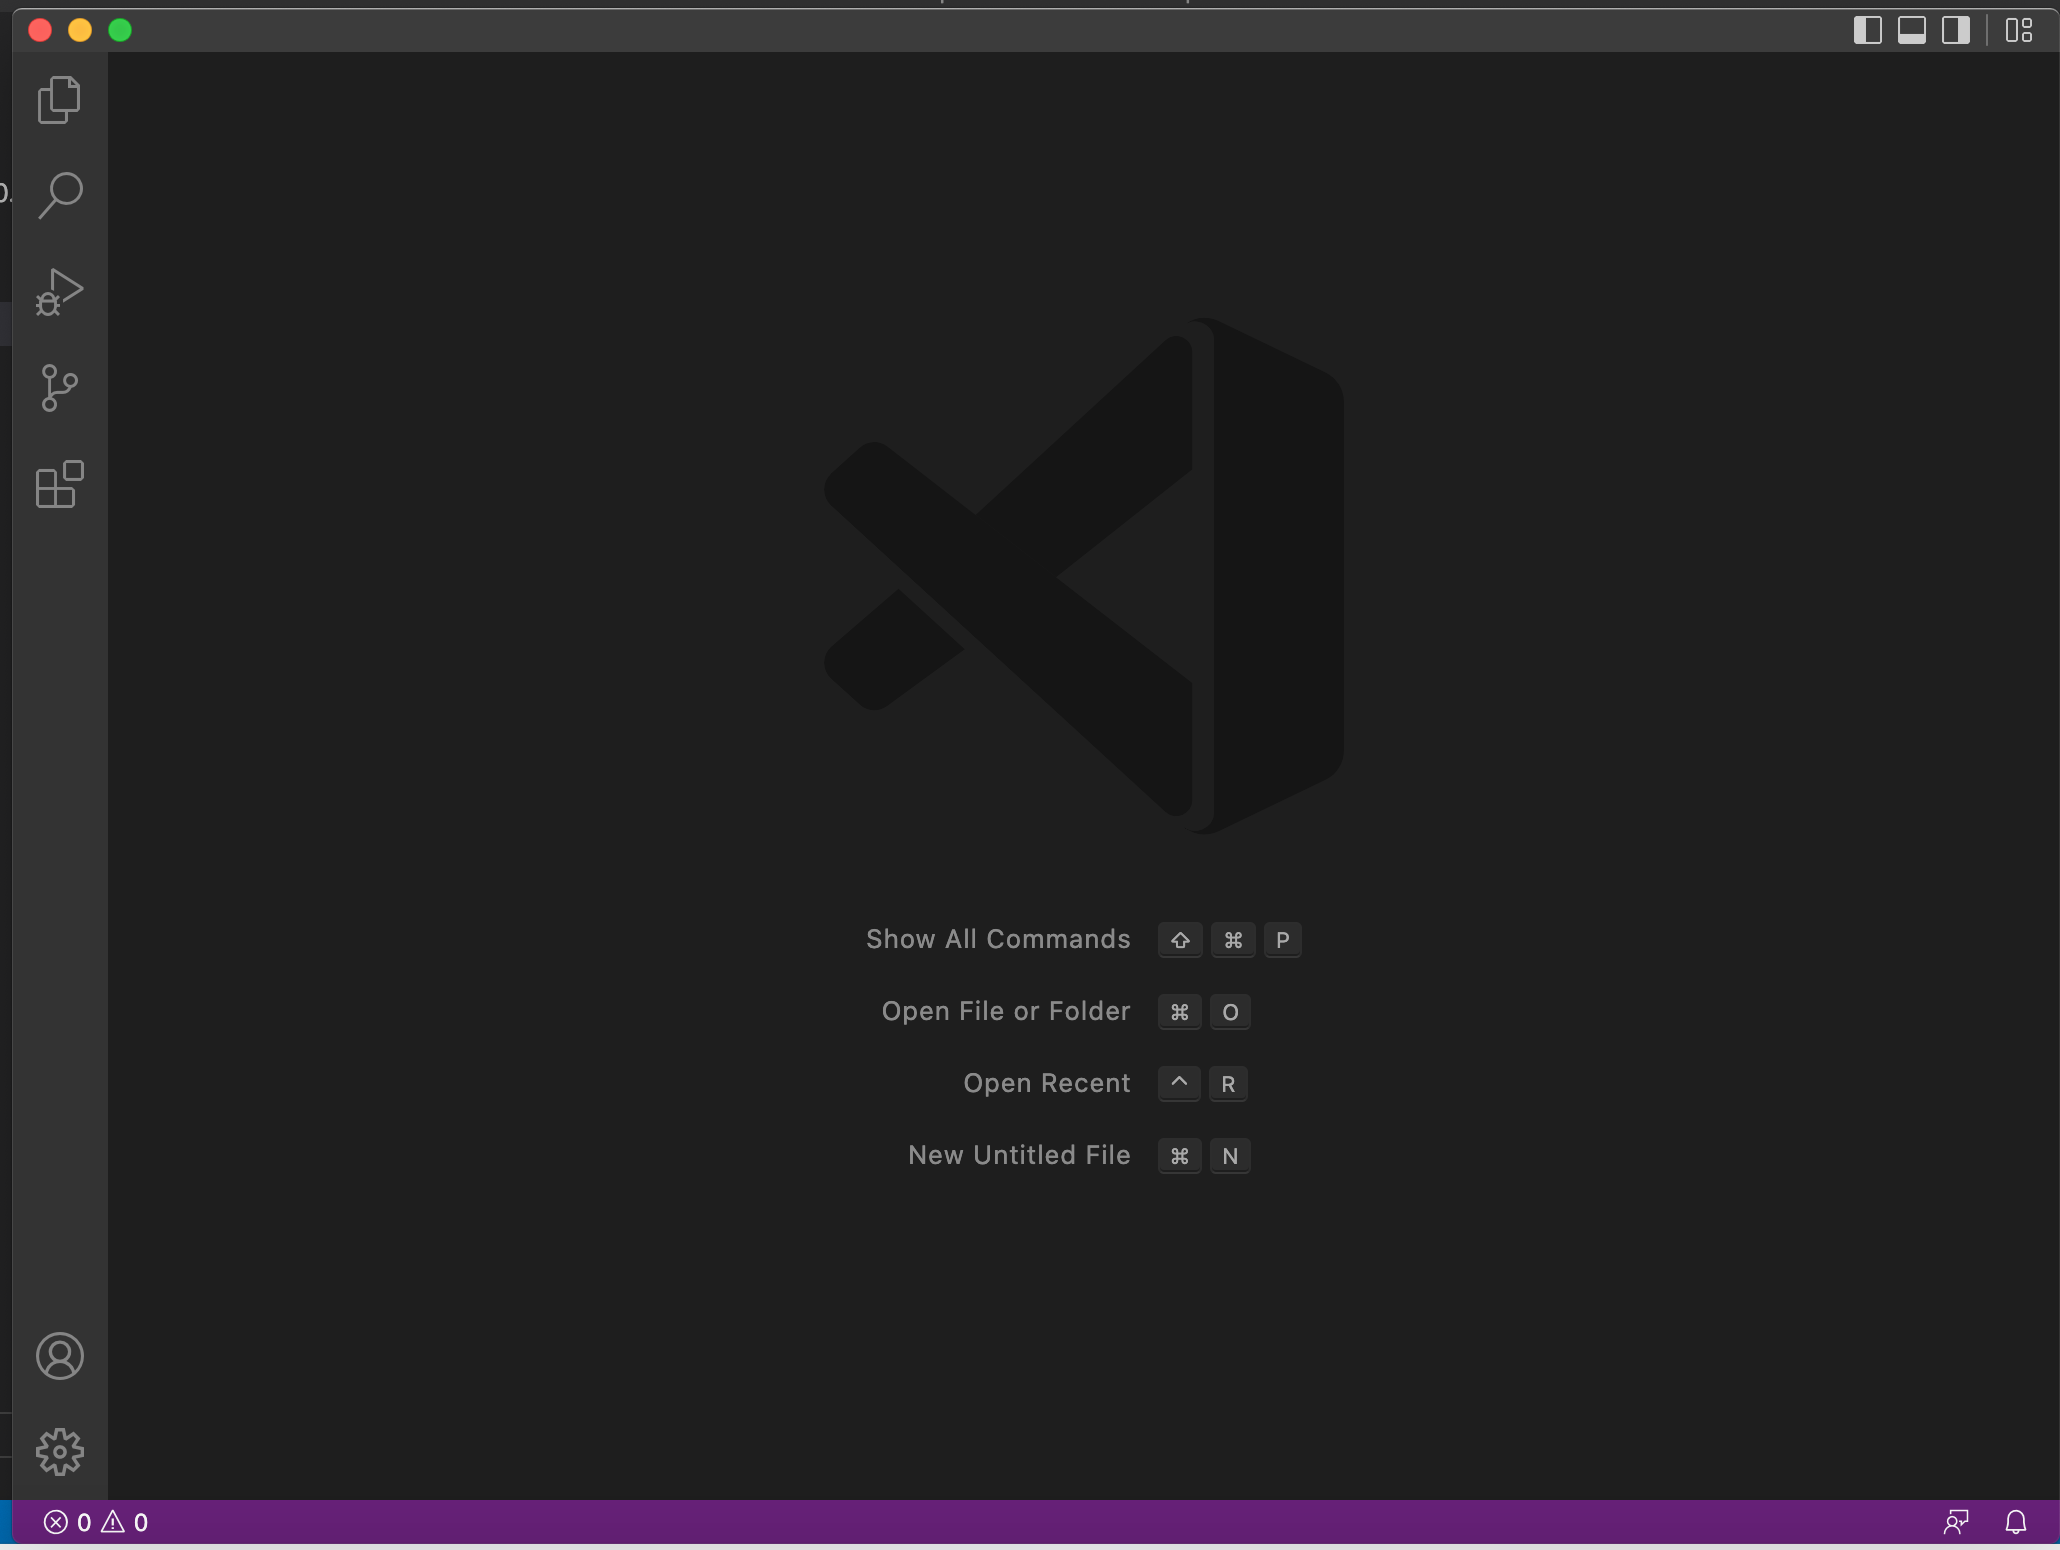 Show All Commands ⇧ ⌘ P
Open File or Folder ⌘ O
Open Recent ^ R
New Untitled File ⌘ N
0 0